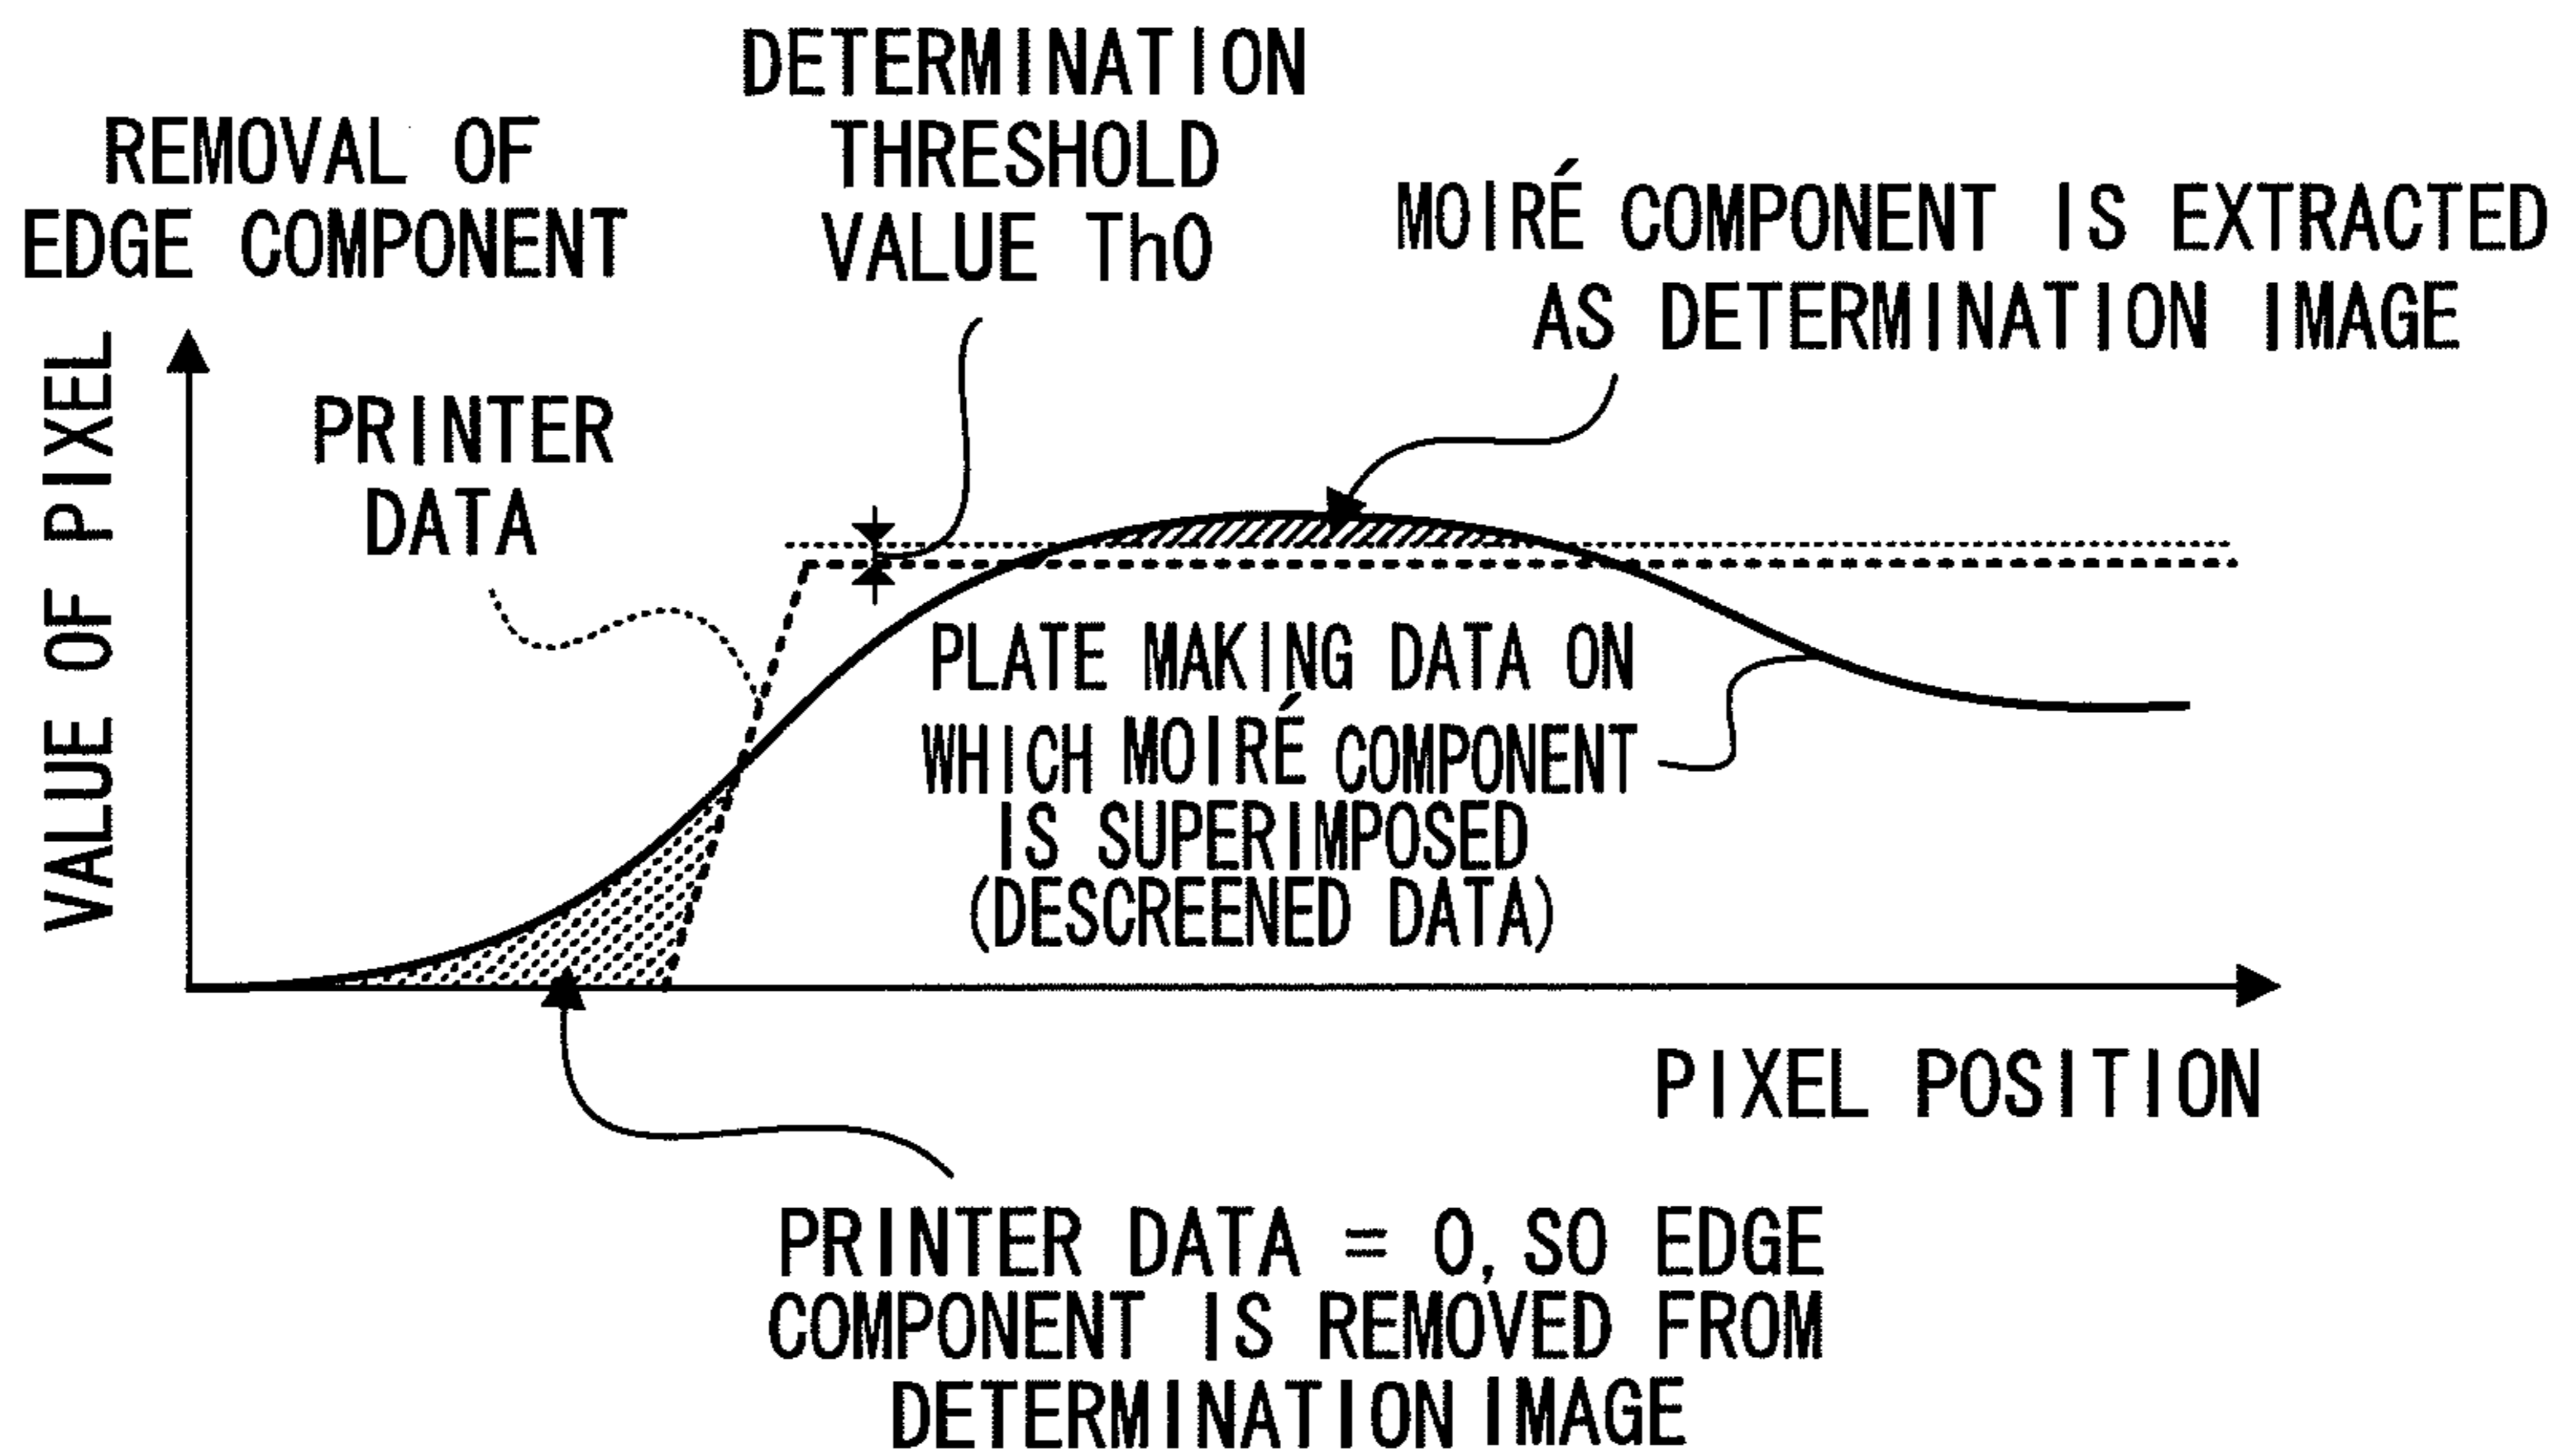 REMOVAL OF
EDGE COMPONENT
DETERMINATION
THRESHOLD
VALUE Th0
MOIRÉ COMPONENT IS EXTRACTED
AS DETERMINATION IMAGE
VALUE OF PIXEL
PRINTER
DATA
PLATE MAKING DATA ON
WHICH MOIRÉ COMPONENT
IS SUPERIMPOSED
(DESCREENED DATA)
PIXEL POSITION
PRINTER DATA = 0, SO EDGE
COMPONENT IS REMOVED FROM
DETERMINATION IMAGE